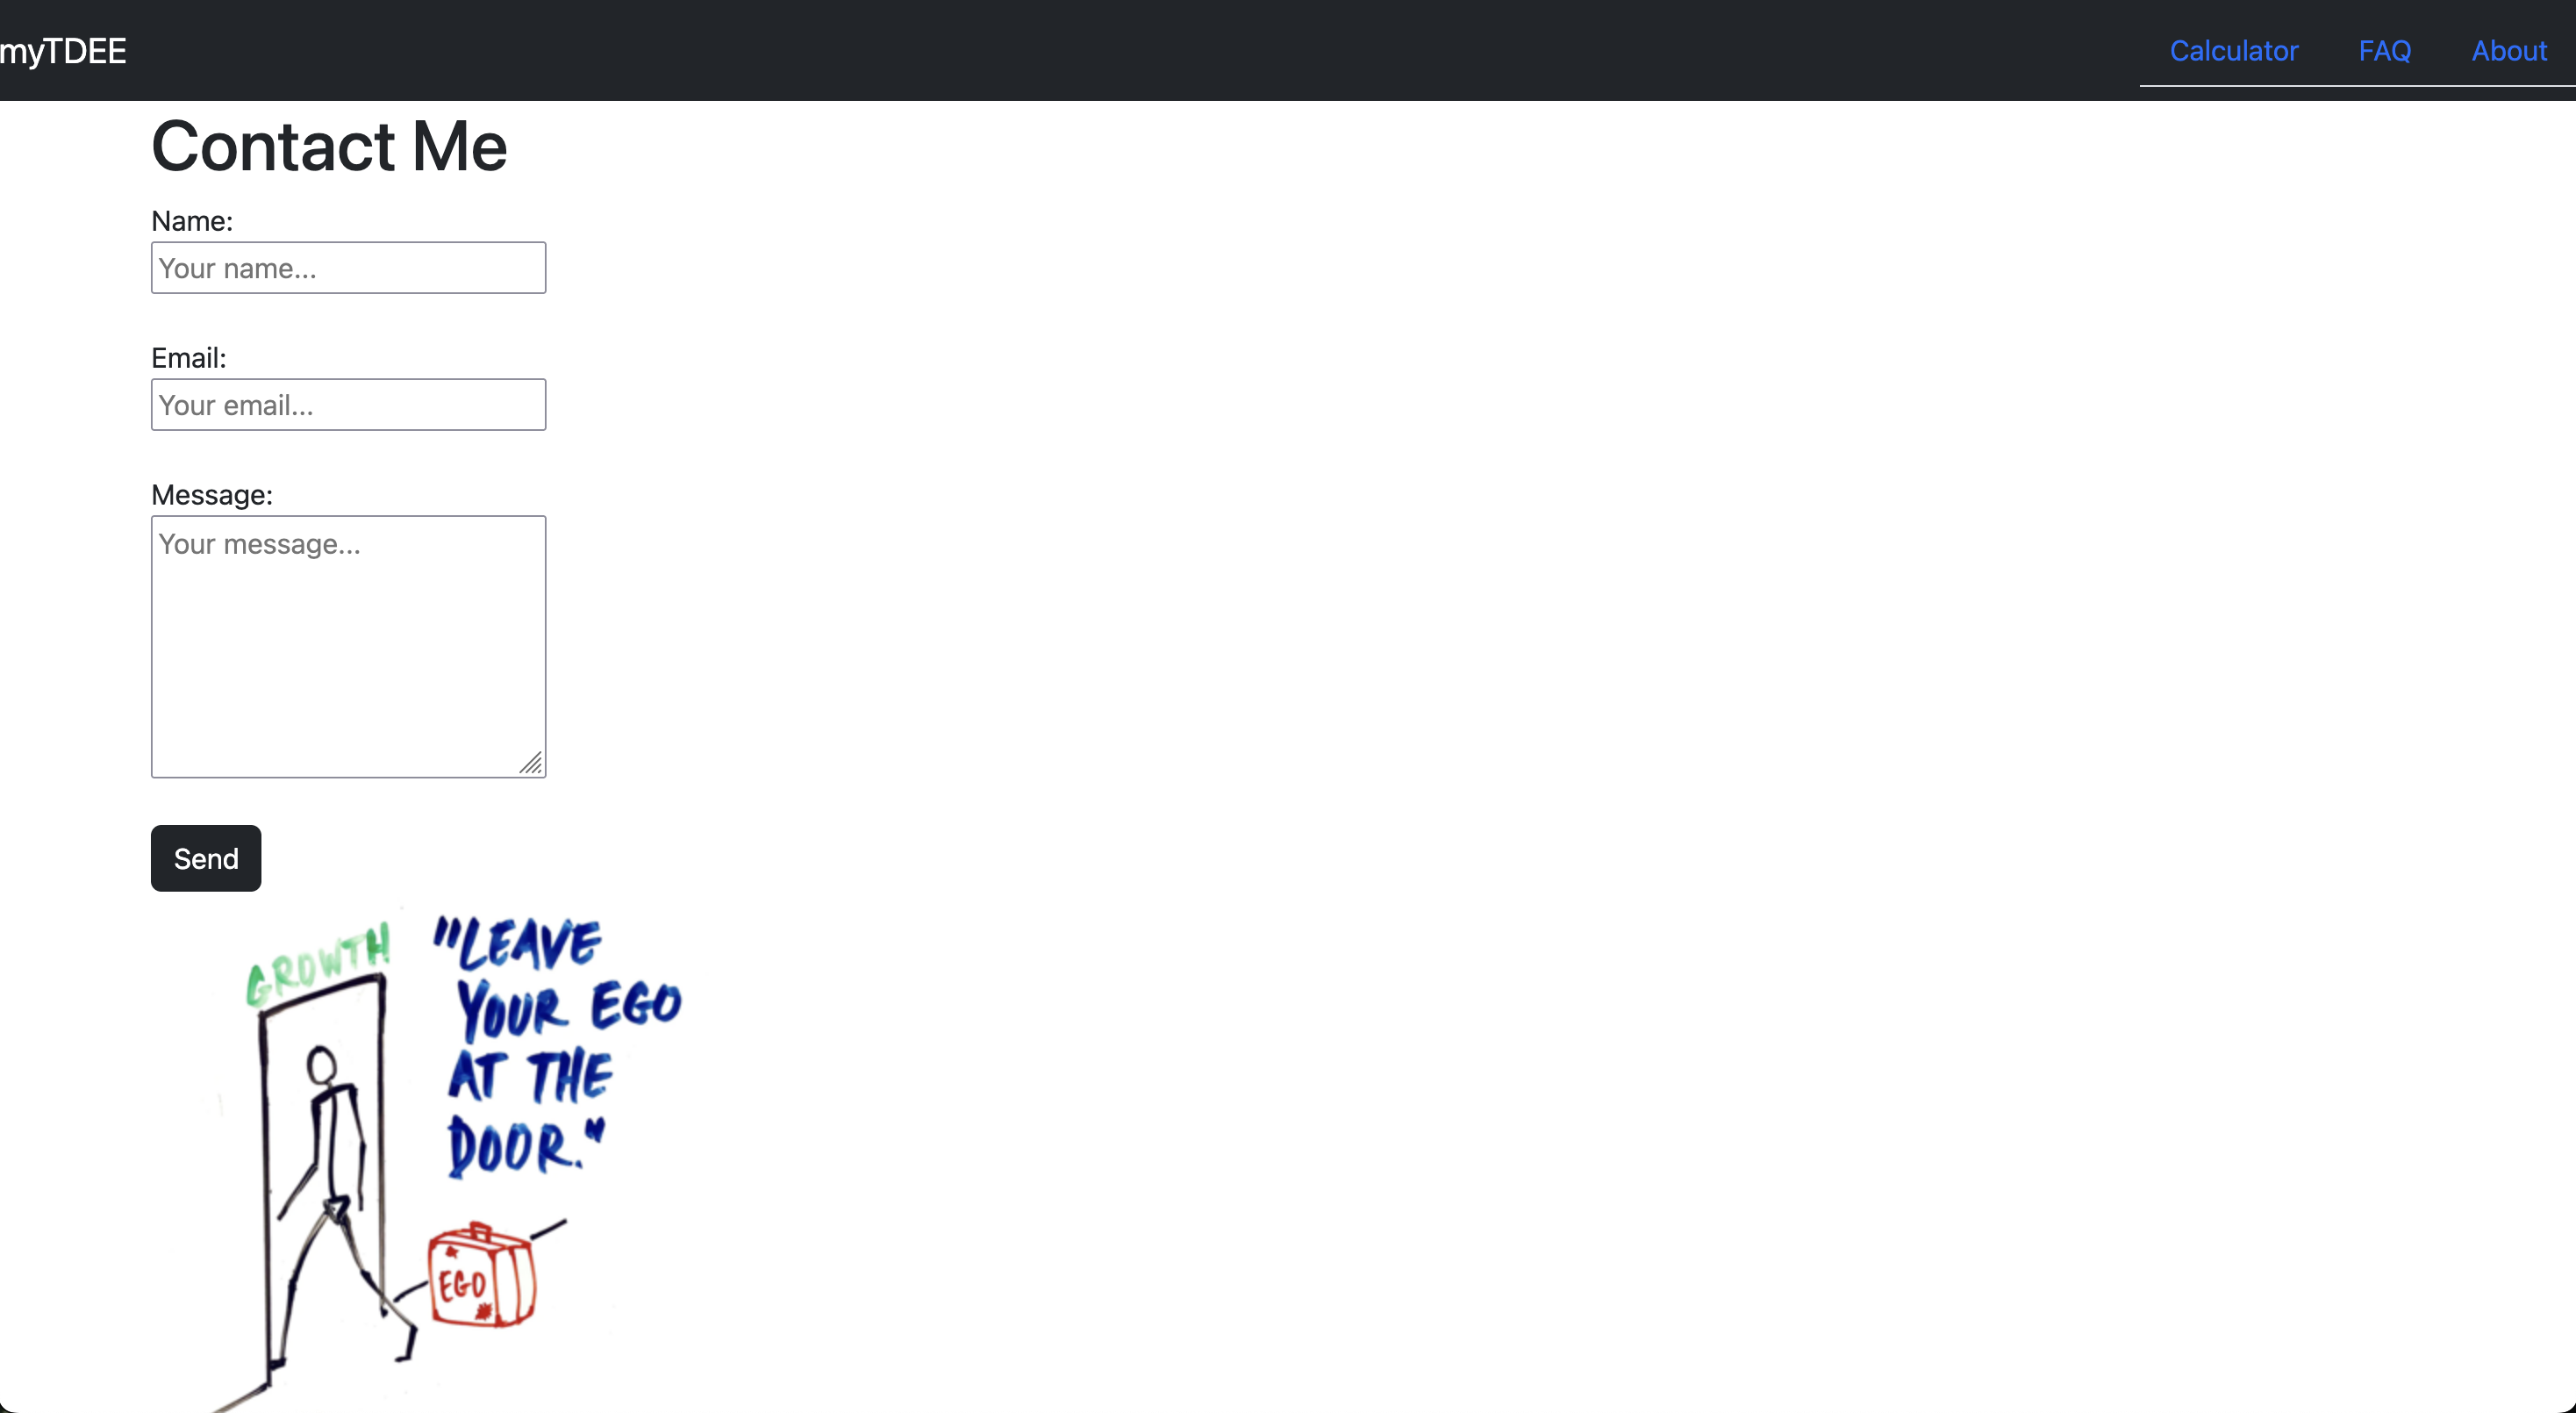 myTDEE
Calculator FAQ About
Contact Me
Name:
Your name...
Email:
Your email...
Message:
Your message...
Send
GROWTH
"LEAVE
YOUR EGO
AT THE
DOOR."
EGO